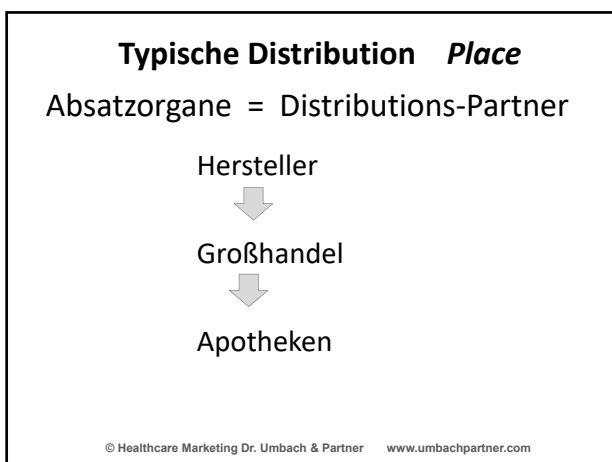 Typische Distribution Place
Absatzorgane = Distributions-Partner
Hersteller
Großhandel
Apotheken
© Healthcare Marketing Dr. Umbach & Partner www.umbachpartner.com